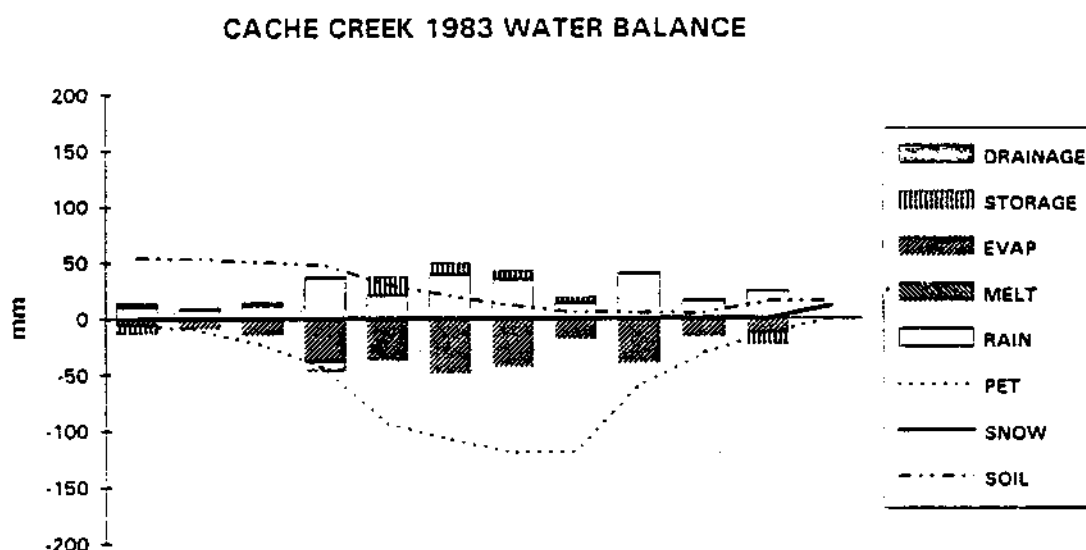 CACHE CREEK 1983 WATER BALANCE
200
150
100
50
0
-50
-100
-150
-200
mm
DRAINAGE
STORAGE
EVAP
MELT
RAIN
PET
SNOW
SOIL